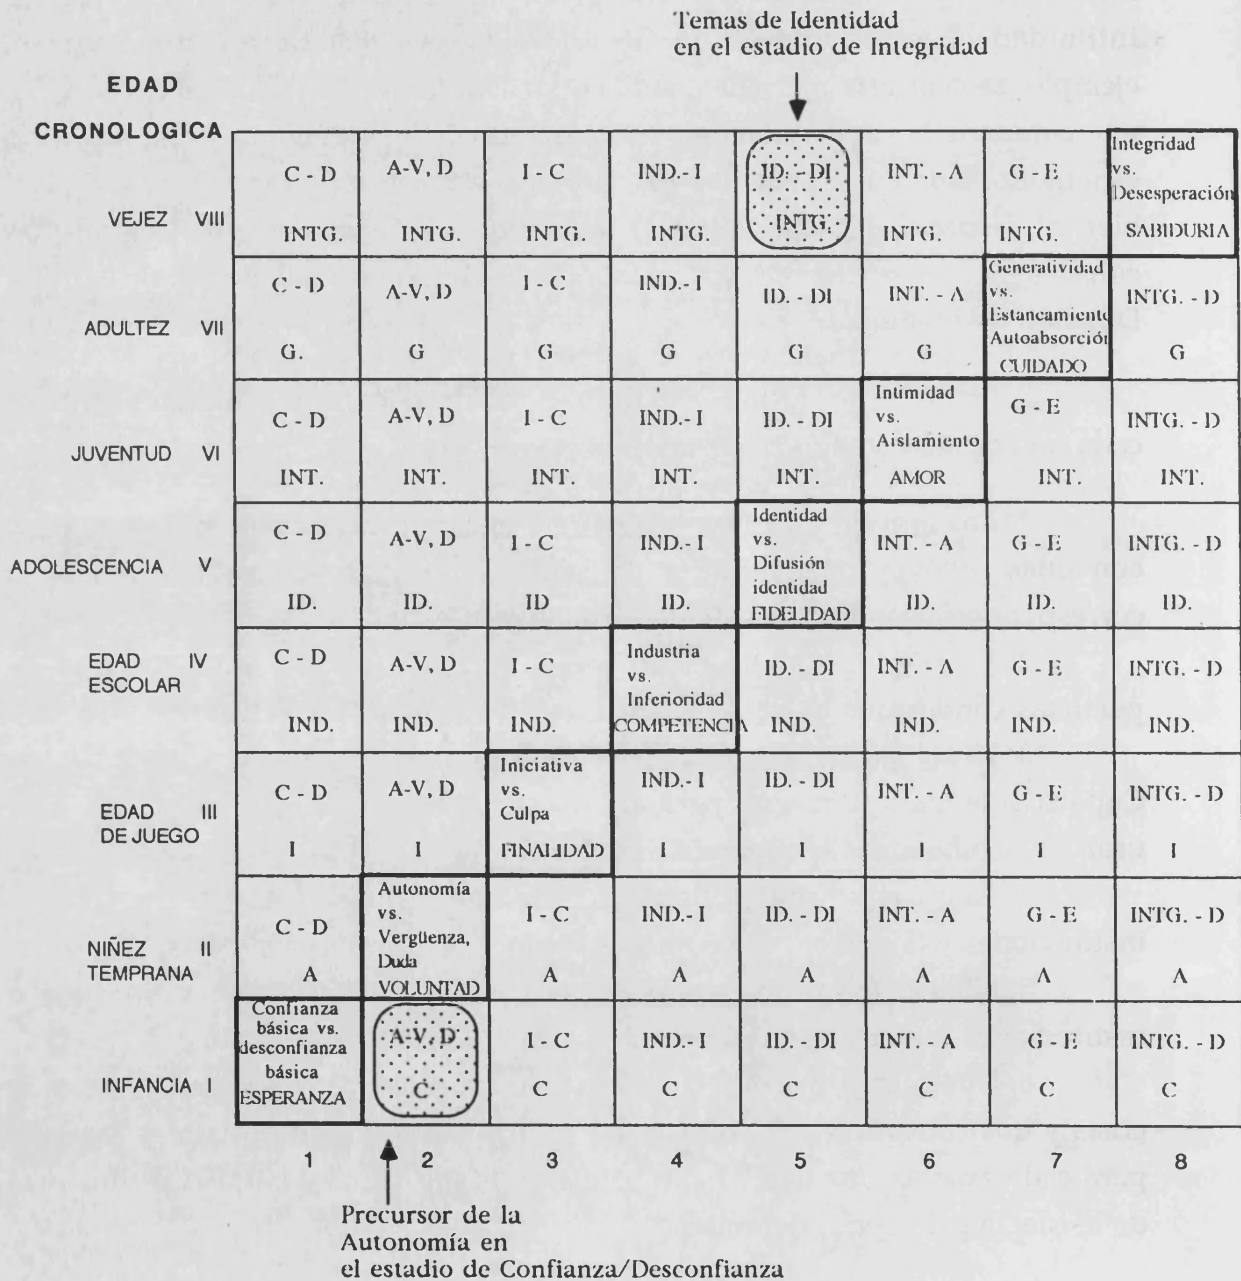 Temas de Identidad
en el estadio de Integridad
EDAD
CRONOLOGICA
VEJEZ VIII
C - D
INTG.
A-V, D
INTG.
I - C
INTG.
IND.- I
INTG.
ID. - DI
INTG.
INT. - A
INTG.
G - E
INTG.
Integridad
vs.
Desesperación
SABIDURIA
ADULTEZ VII
C - D
G.
A-V, D
G
I - C
G
IND.- I
G
ID. - DI
G
INT. - A
G
Generatividad
vs.
Estancamiento
Autoabsorción
CUIDADO
INTG. - D
G
JUVENTUD VI
C - D
INT.
A-V, D
INT.
I - C
INT.
IND.- I
INT.
ID. - DI
INT.
Intimidad
vs.
Aislamiento
AMOR
G - E
INT.
INTG. - D
INT.
ADOLESCENCIA V
C - D
ID.
A-V, D
ID.
I - C
ID
IND.- I
ID.
Identidad
vs.
Difusión
identidad
FIDELIDAD
INT. - A
ID.
G - E
ID.
INTG. - D
ID.
EDAD IV
ESCOLAR
C - D
IND.
A-V, D
IND.
I - C
IND.
Industria
vs.
Inferioridad
COMPETENCIA
ID. - DI
IND.
INT. - A
IND.
G - E
IND.
INTG. - D
IND.
EDAD III
DE JUEGO
C - D
I
A-V, D
I
Iniciativa
vs.
Culpa
FINALIDAD
IND.- I
I
ID. - DI
I
INT. - A
I
G - E
I
INTG. - D
I
NIÑEZ II
TEMPRANA
C - D
A
Autonomía
vs.
Vergüenza,
Duda
VOLUNTAD
I - C
A
IND.- I
A
ID. - DI
A
INT. - A
A
G - E
A
INTG. - D
A
INFANCIA I
Confianza
básica vs.
desconfianza
básica
ESPERANZA
A-V, D
C
I - C
C
IND.- I
C
ID. - DI
C
INT. - A
C
G - E
C
INTG. - D
C
1 2 3 4 5 6 7 8
Precursor de la
Autonomía en
el estadio de Confianza/Desconfianza